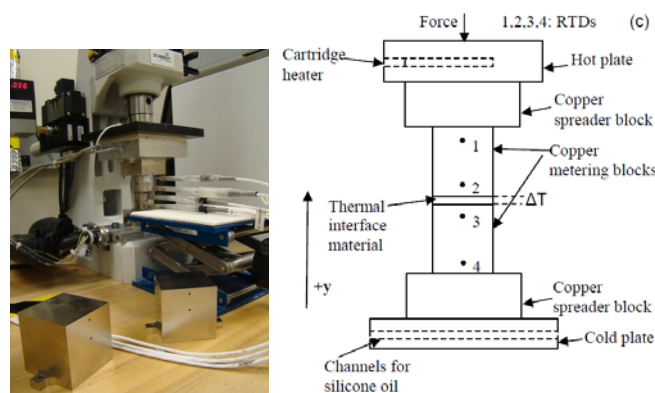 .000
Force
1,2,3,4: RTDs
(c)
Cartridge
heater
Hot plate
Copper
spreader block
1
Copper
metering blocks
2
ΔT
Thermal
interface
material
3
+y
4
Copper
spreader block
Cold plate
Channels for
silicone oil